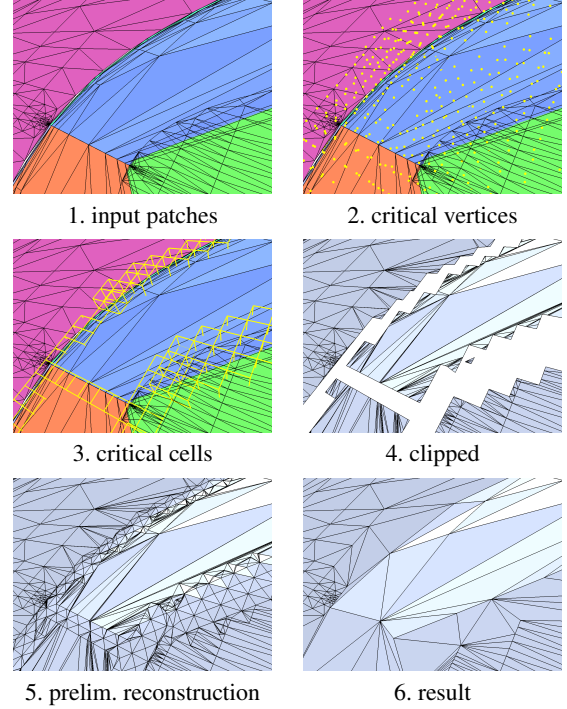 1. input patches
2. critical vertices
3. critical cells
4. clipped
5. prelim. reconstruction
6. result